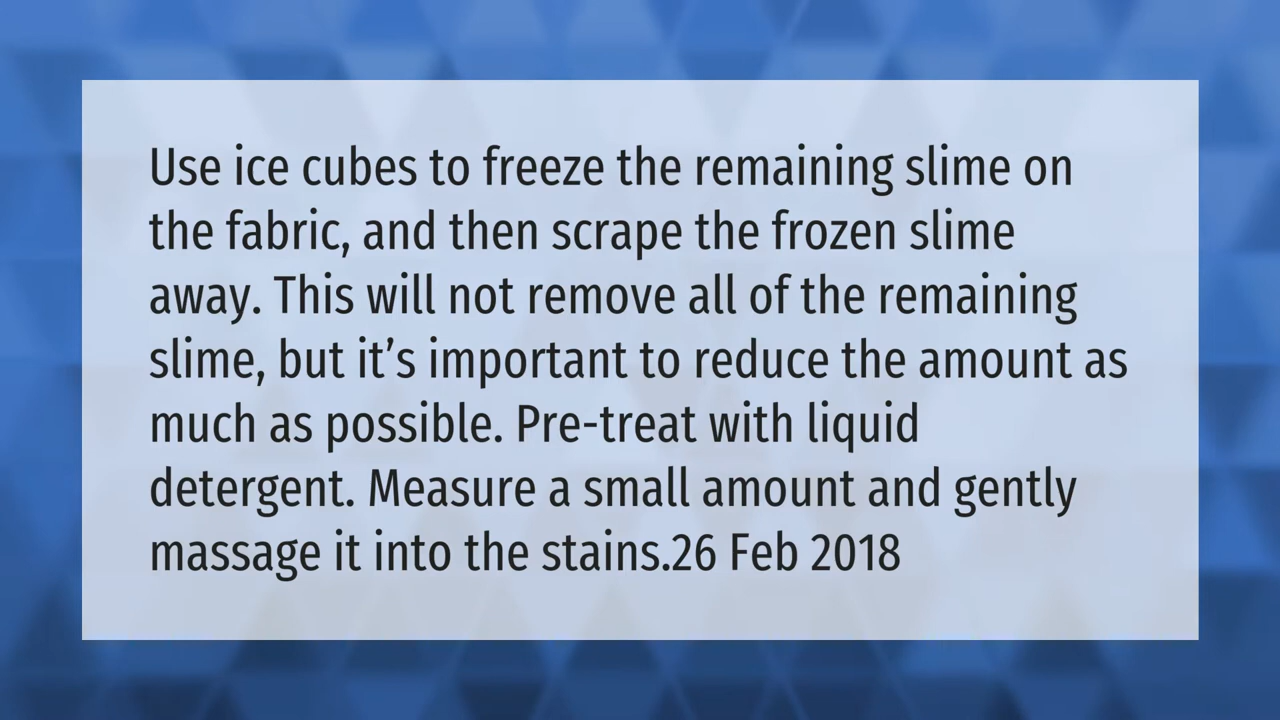 Use ice cubes to freeze the remaining slime on
the fabric, and then scrape the frozen slime
away. This will not remove all of the remaining
slime, but it’s important to reduce the amount as
much as possible. Pre-treat with liquid
detergent. Measure a small amount and gently
massage it into the stains.26 Feb 2018